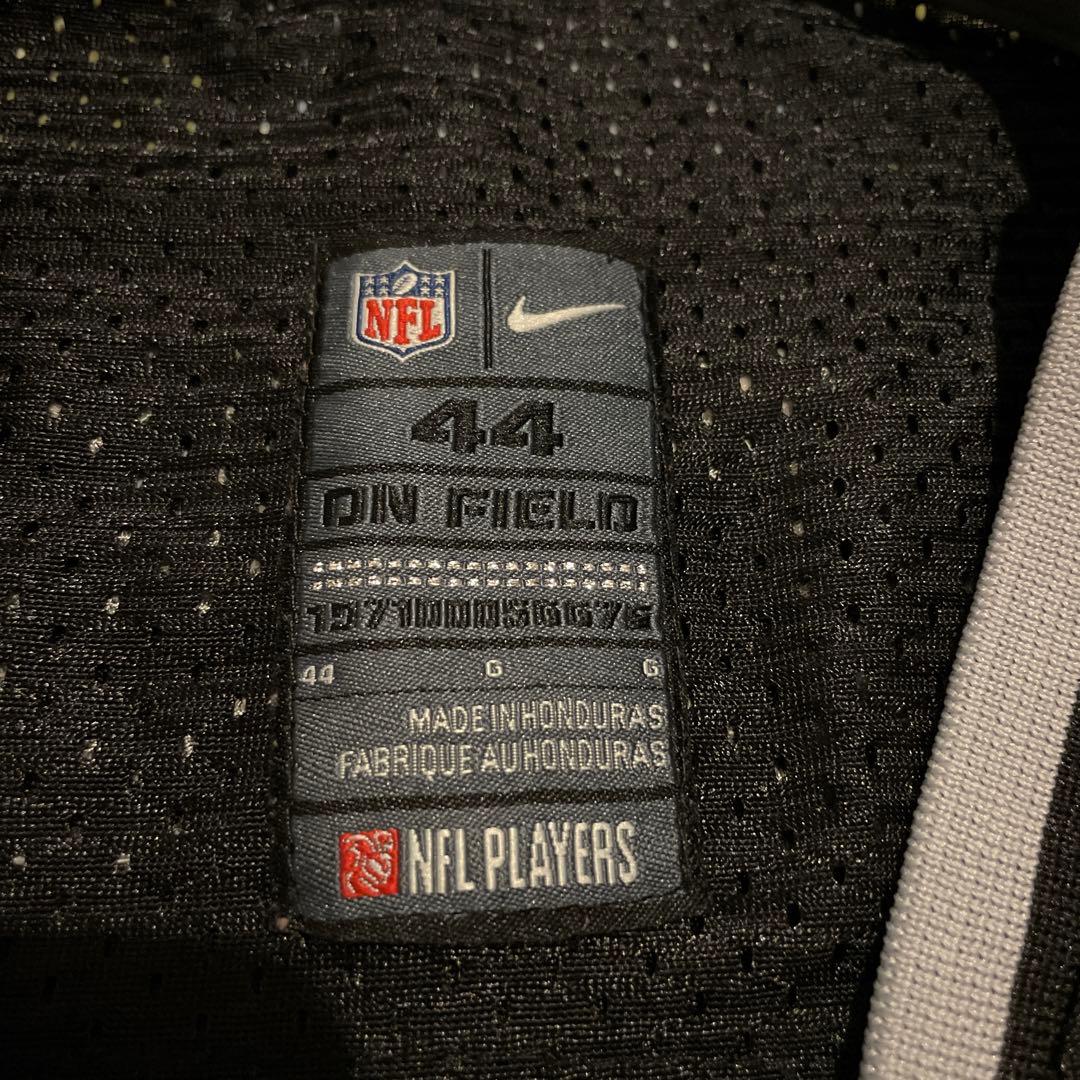 NFL
44
ON FIELD
44 G G
MADE IN HONDURAS
FABRIQUE AU HONDURAS
NFL PLAYERS